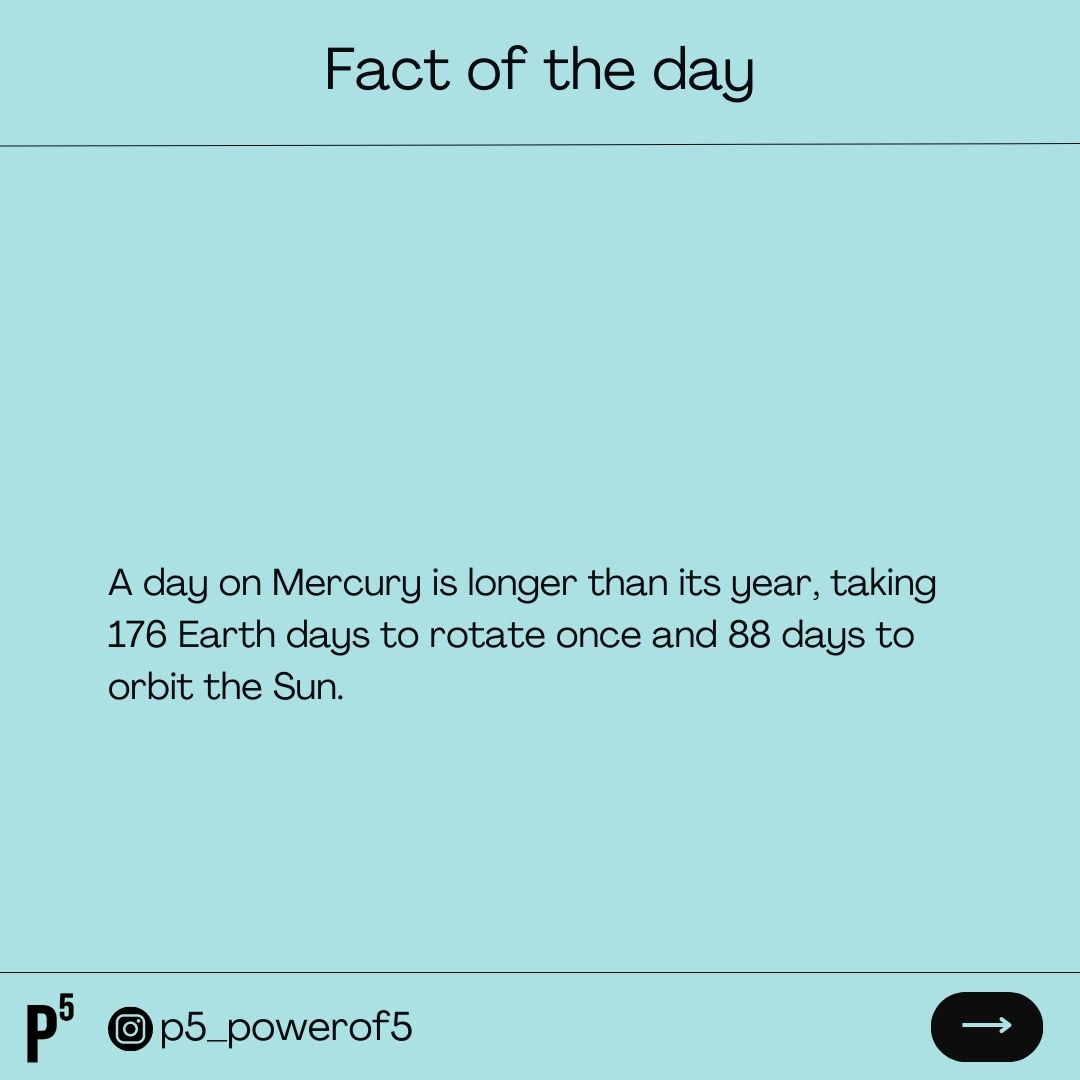 Fact of the day
A day on Mercury is longer than its year, taking
176 Earth days to rotate once and 88 days to
orbit the Sun.
P⁵ p5_powerof5